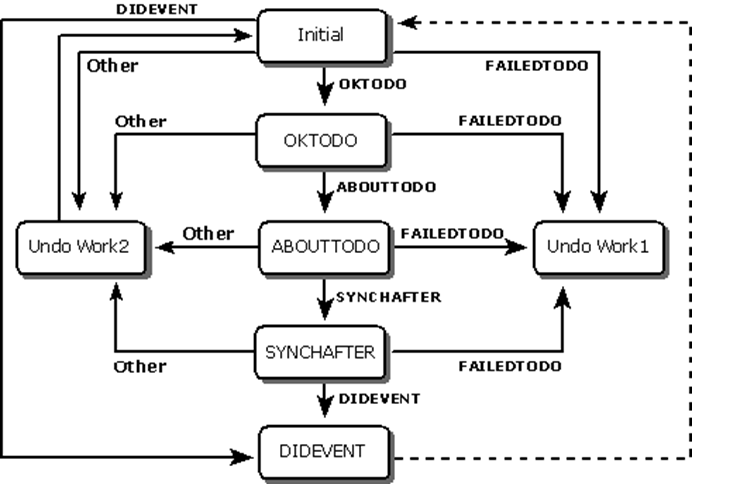 DIDEVENT
Initial
Other
FAILEDTODO
OKTODO
Other
FAILEDTODO
OKTODO
ABOUTTODO
Undo Work2
Other
ABOUTTODO
FAILEDTODO
Undo Work1
SYNCHAFTER
SYNCHAFTER
Other
FAILEDTODO
DIDEVENT
DIDEVENT